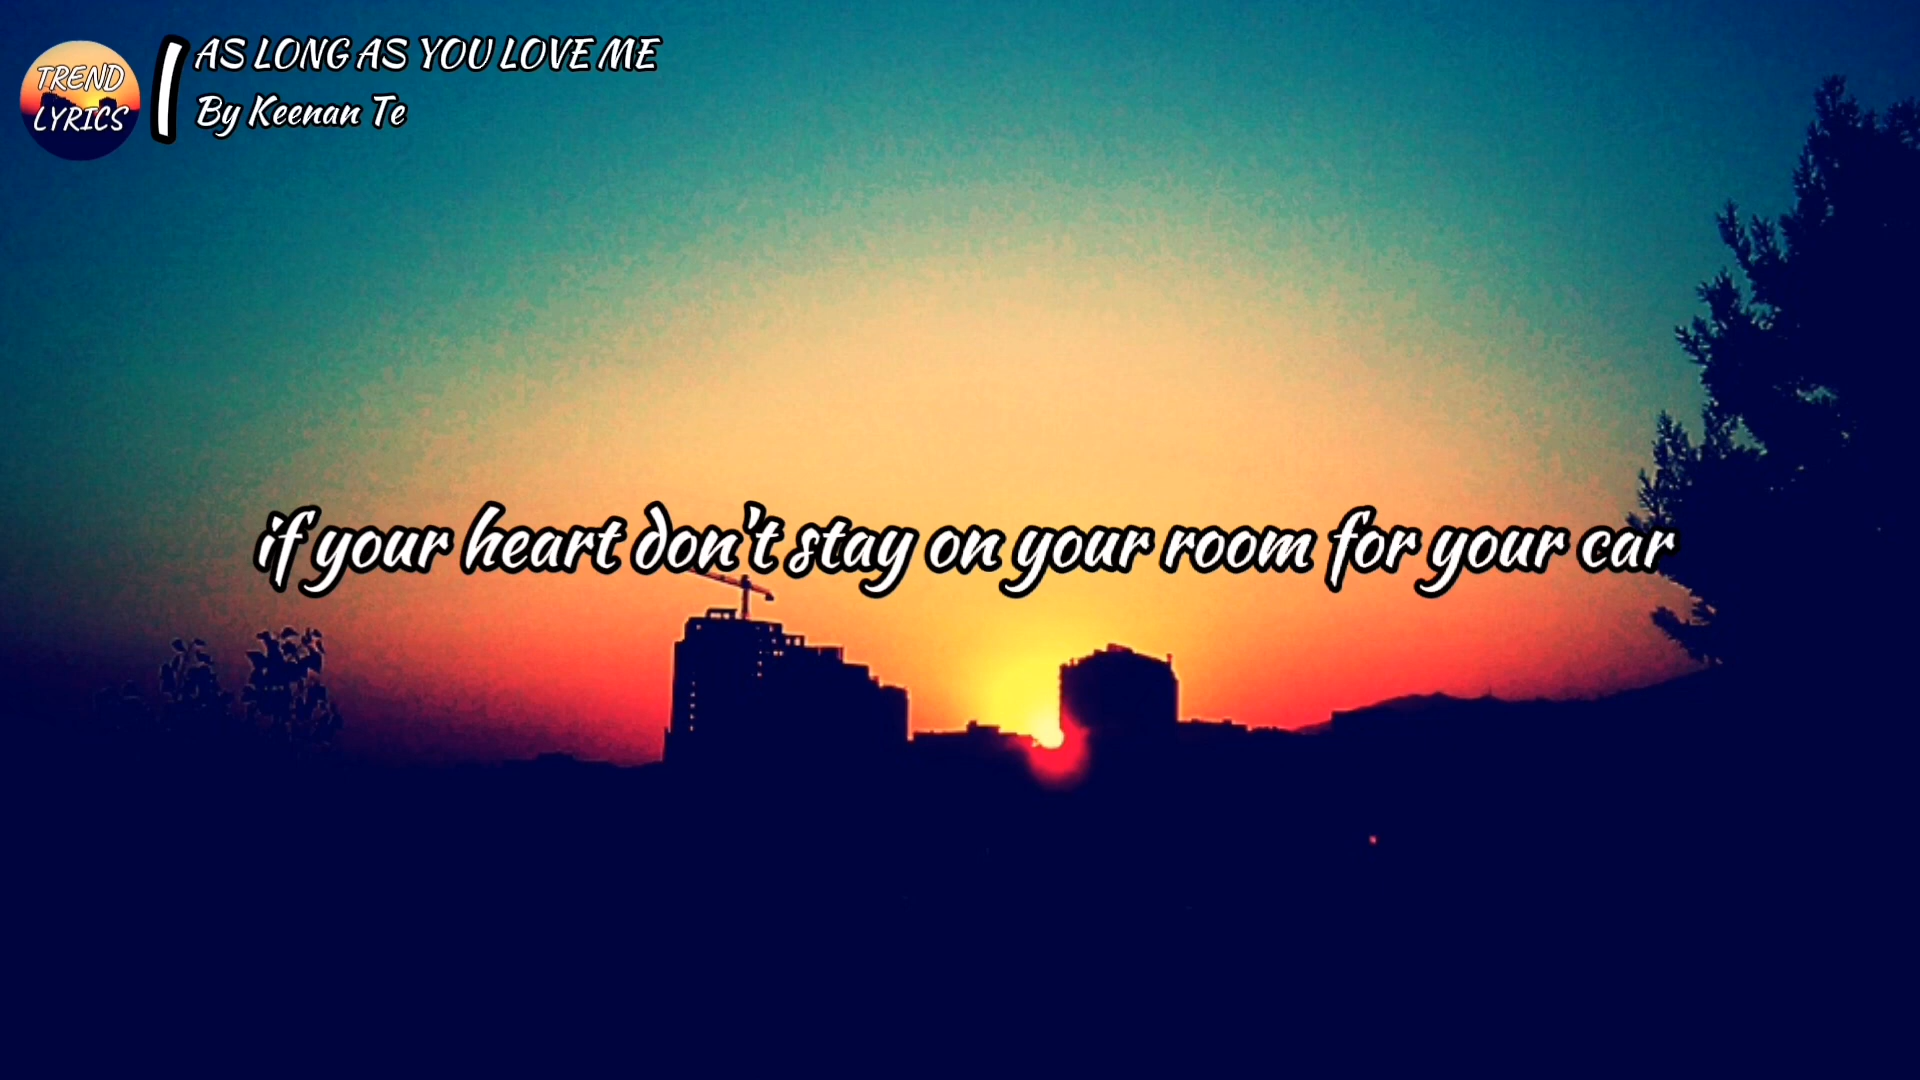 TREND
LYRICS
AS LONG AS YOU LOVE ME
By Keenan Te
if your heart don't stay on your room for your car